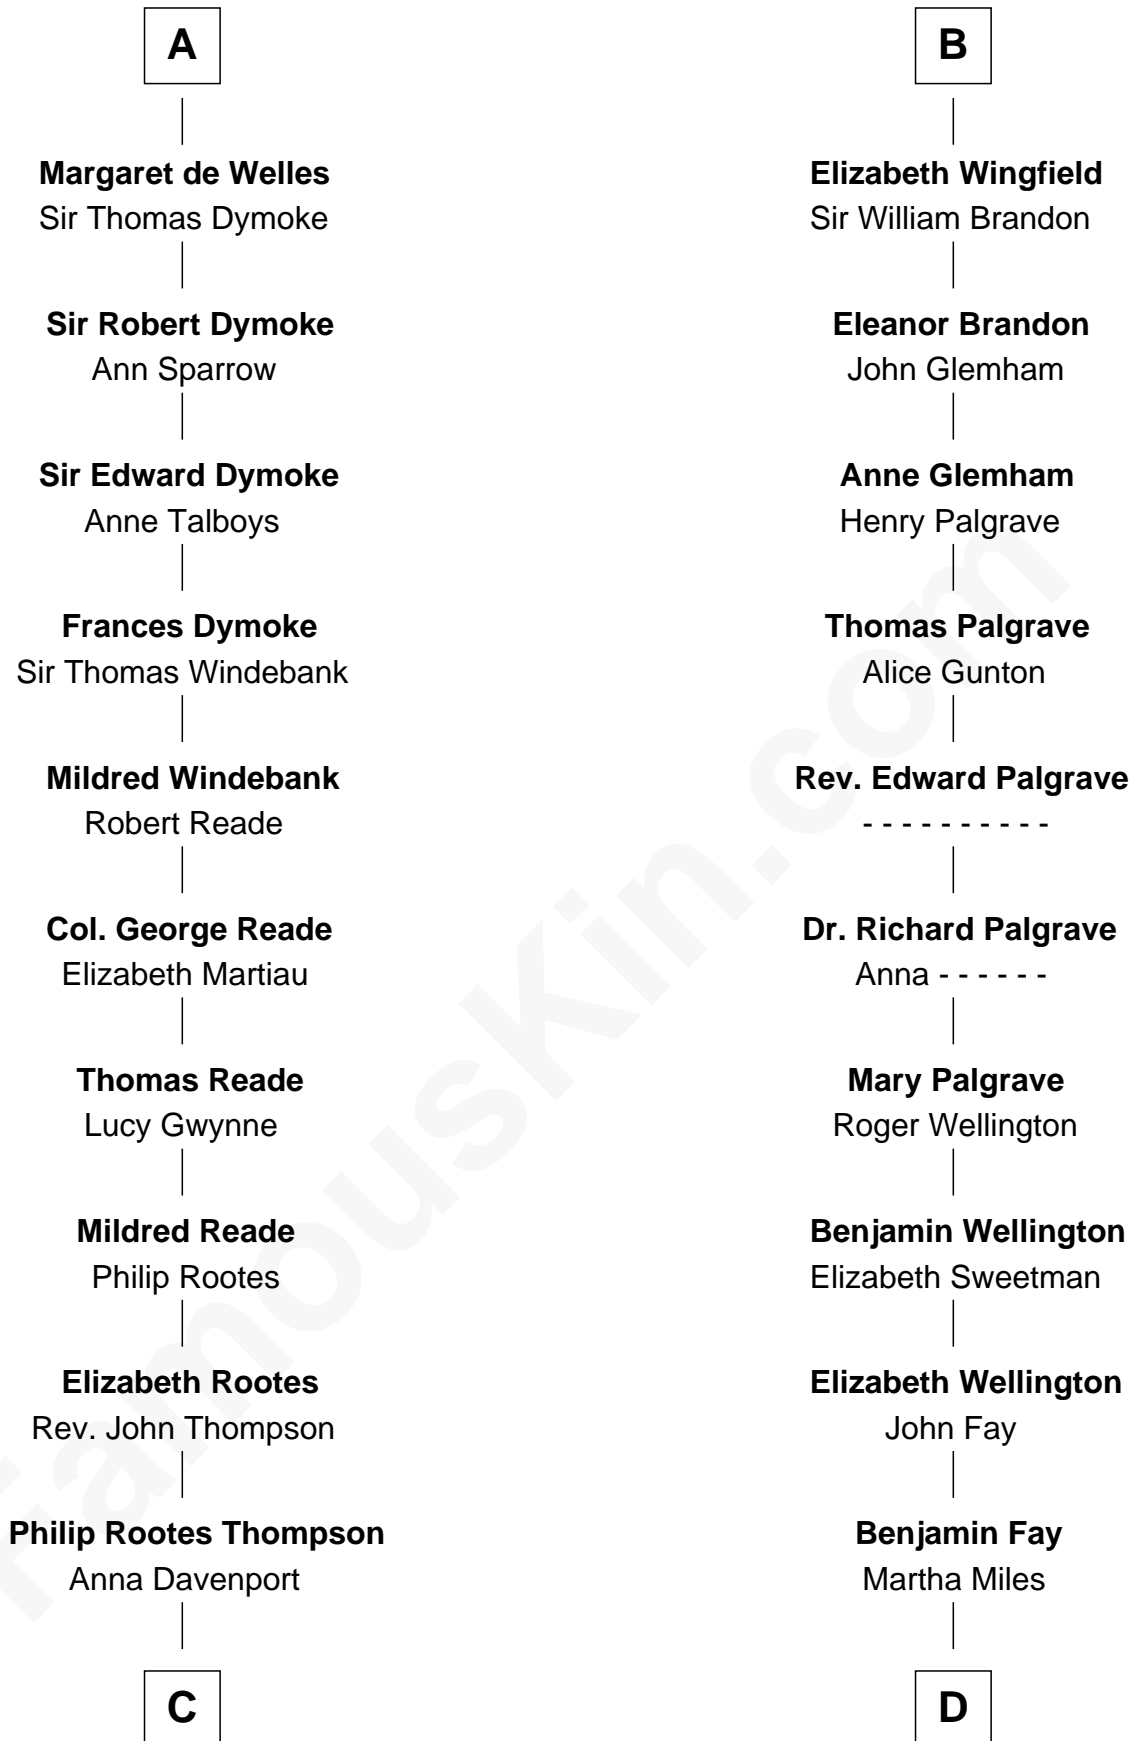 A
Margaret de Welles
Sir Thomas Dymoke
Sir Robert Dymoke
Ann Sparrow
Sir Edward Dymoke
Anne Talboys
Frances Dymoke
Sir Thomas Windebank
Mildred Windebank
Robert Reade
Col. George Reade
Elizabeth Martiau
Thomas Reade
Lucy Gwynne
Mildred Reade
Philip Rootes
Elizabeth Rootes
Rev. John Thompson
Philip Rootes Thompson
Anna Davenport
C
B
Elizabeth Wingfield
Sir William Brandon
Eleanor Brandon
John Glemham
Anne Glemham
Henry Palgrave
Thomas Palgrave
Alice Gunton
Rev. Edward Palgrave
- - - - - - - - - -
Dr. Richard Palgrave
Anna - - - - - -
Mary Palgrave
Roger Wellington
Benjamin Wellington
Elizabeth Sweetman
Elizabeth Wellington
John Fay
Benjamin Fay
Martha Miles
D
FamousKin.com